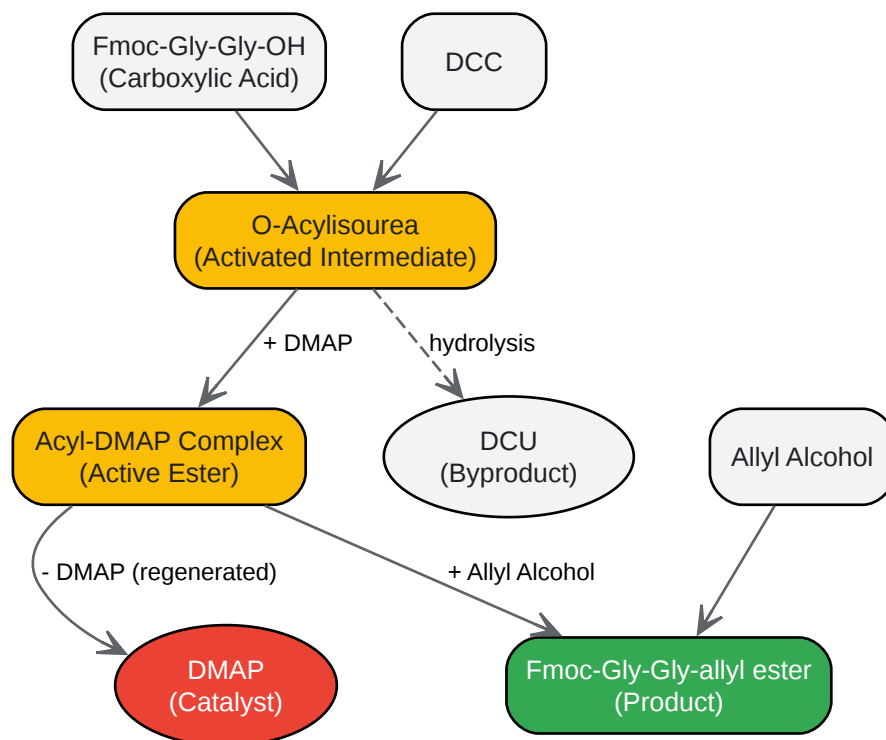 Fmoc-Gly-Gly-OH
(Carboxylic Acid)
DCC
O-Acylisourea
(Activated Intermediate)
+ DMAP
hydrolysis
Acyl-DMAP Complex
(Active Ester)
DCU
(Byproduct)
Allyl Alcohol
- DMAP (regenerated)
+ Allyl Alcohol
DMAP
(Catalyst)
Fmoc-Gly-Gly-allyl ester
(Product)